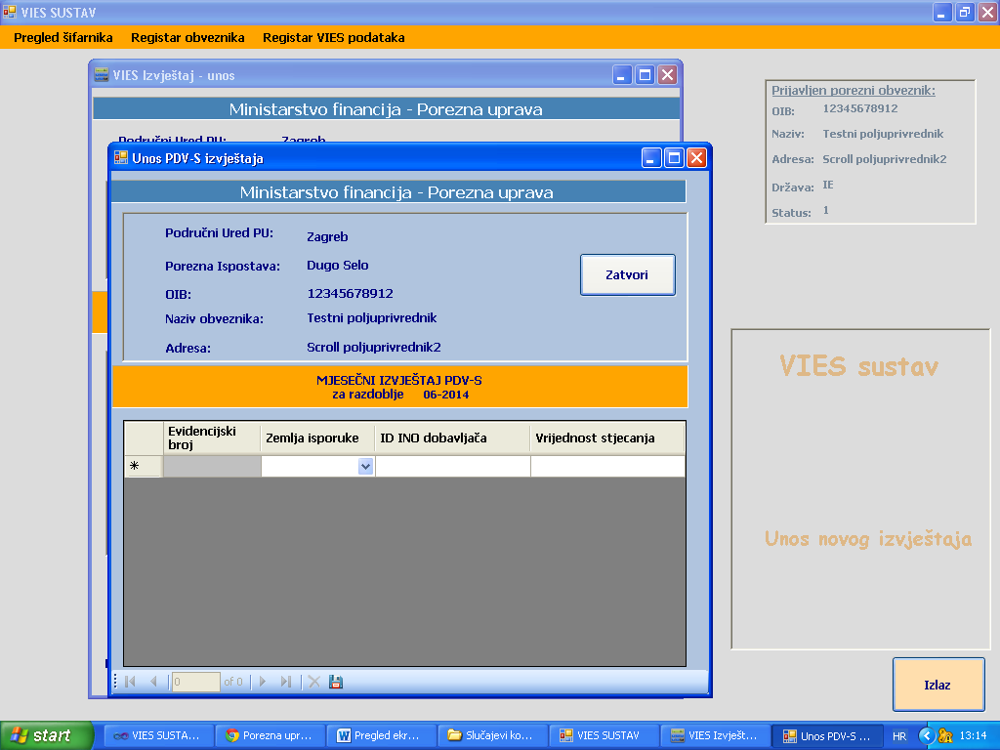 VIES SUSTAV
Pregled šifarnika Registar obveznika Registar VIES podataka
VIES Izvještaj - unos
Ministarstvo financija - Porezna uprava
Područni Ured PU: Zagreb
Unos PDV-S izvještaja
Ministarstvo financija - Porezna uprava
Područni Ured PU: Zagreb
Porezna Ispostava: Dugo Selo
OIB: 12345678912
Naziv obveznika: Testni poljuprivrednik
Adresa: Scroll poljuprivrednik2
Zatvori
MJESEČNI IZVJEŠTAJ PDV-S
za razdoblje 06-2014
Evidencijski broj Zemlja isporuke ID INO dobavljača Vrijednost stjecanja
*
0 of 0
Prijavljen porezni obveznik:
OIB: 12345678912
Naziv: Testni poljuprivrednik
Adresa: Scroll poljuprivrednik2
Država: IE
Status: 1
VIES sustav
Unos novog izvještaja
Izlaz
start VIES SUSTA... Porezna upr... Pregled ekr... Slučajevi ko... VIES SUSTAV VIES Izvješt... Unos PDV-S ... HR 13:14